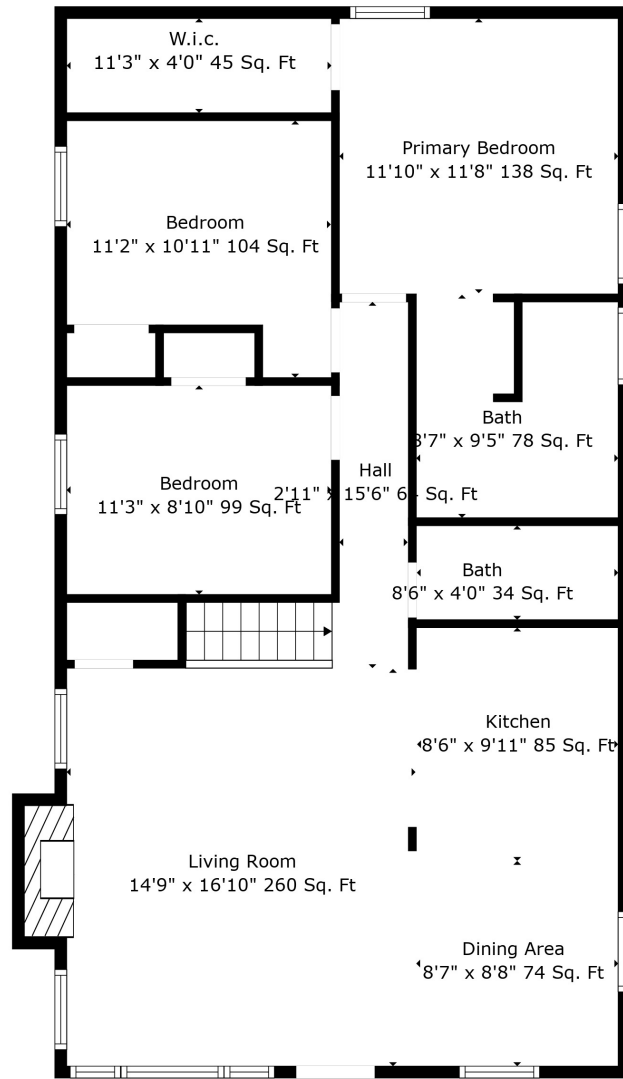 W.i.c.
11'3" x 4'0" 45 Sq. Ft
Primary Bedroom
11'10" x 11'8" 138 Sq. Ft
Bedroom
11'2" x 10'11" 104 Sq. Ft
Bath
8'7" x 9'5" 78 Sq. Ft
Hall
2'11" x 15'6" Sq. Ft
Bedroom
11'3" x 8'10" 99 Sq. Ft
Bath
8'6" x 4'0" 34 Sq. Ft
Kitchen
8'6" x 9'11" 85 Sq. Ft
Living Room
14'9" x 16'10" 260 Sq. Ft
Dining Area
8'7" x 8'8" 74 Sq. Ft